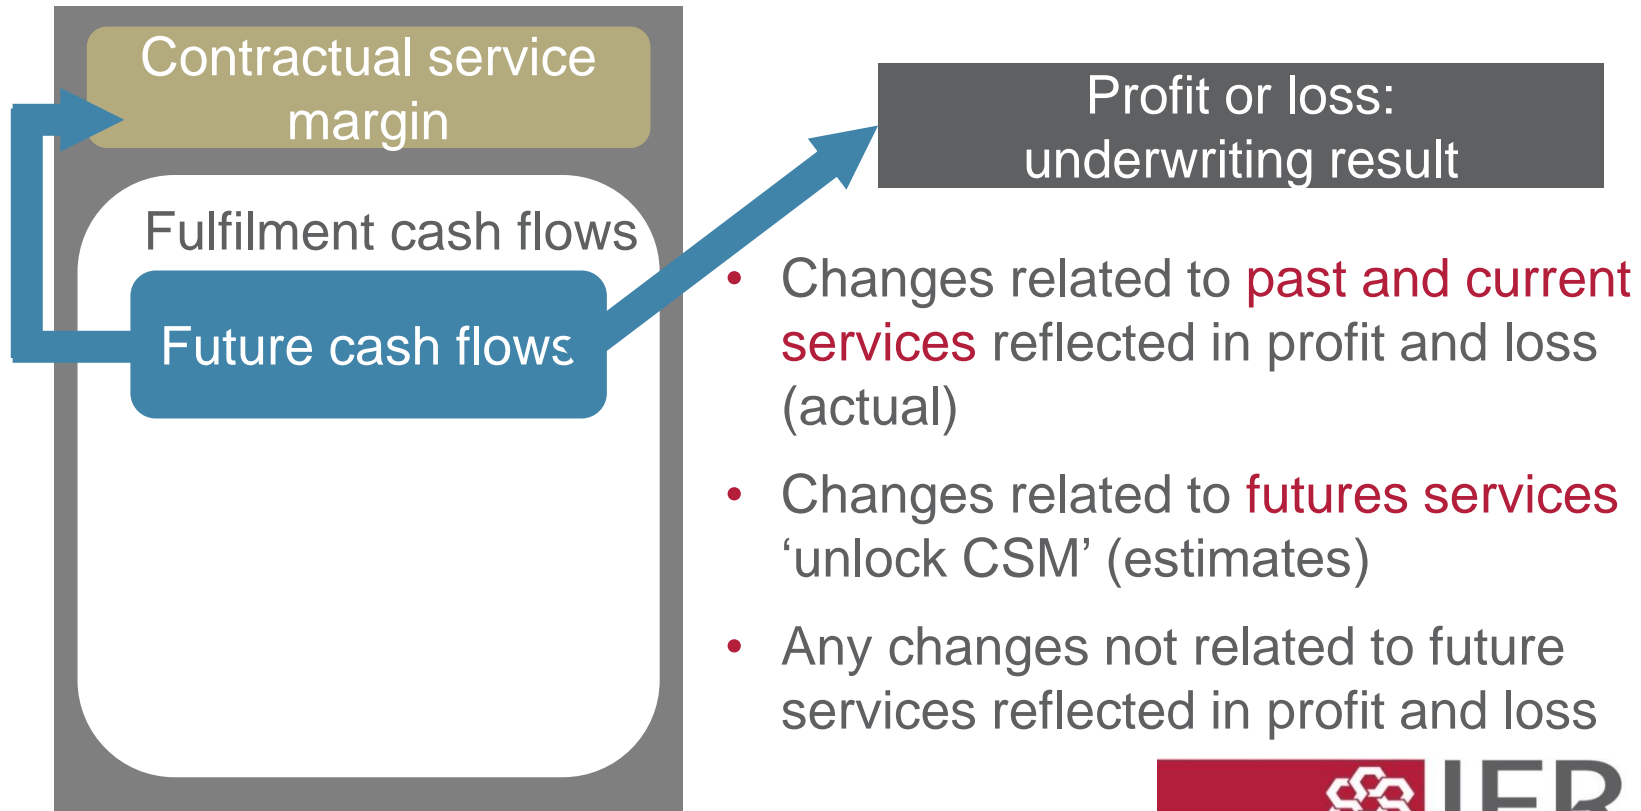 Contractual service
margin
Fulfilment cash flows
Future cash flows
Profit or loss:
underwriting result
• Changes related to past and current
services reflected in profit and loss
(actual)
• Changes related to futures services
‘unlock CSM’ (estimates)
• Any changes not related to future
services reflected in profit and loss